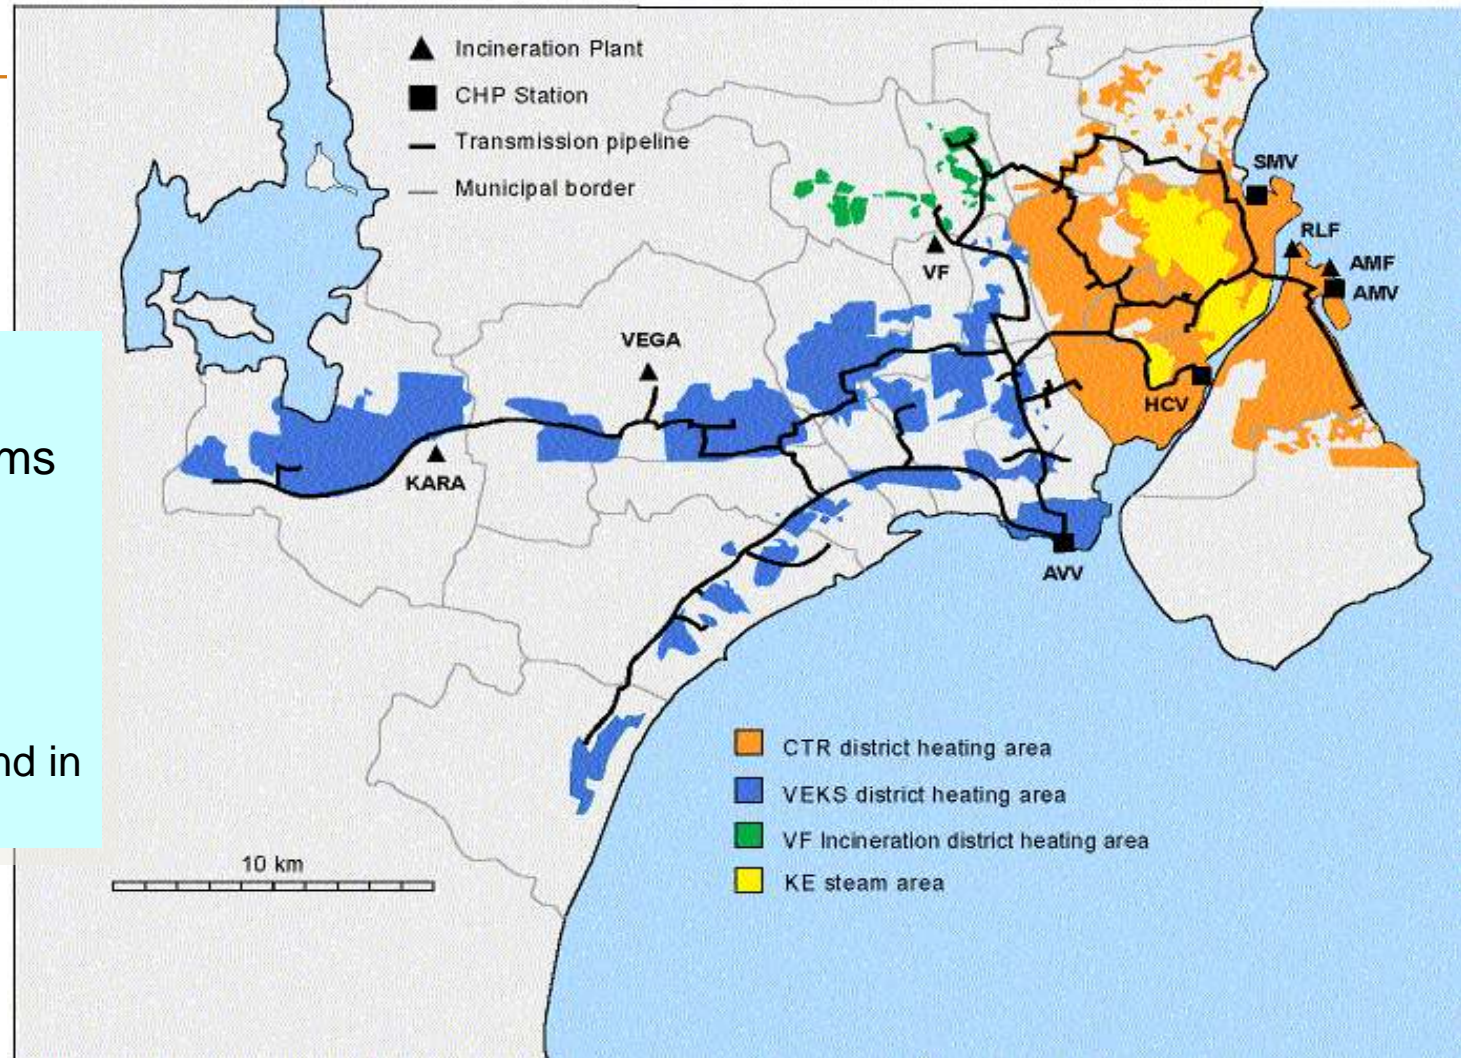 Incineration Plant
CHP Station
Transmission pipeline
Municipal border
SMV
RLF
AMF
AMV
VF
VEGA
HCV
KARA
AVV
ms
nd in
CTR district heating area
VEKS district heating area
VF Incineration district heating area
KE steam area
10 km